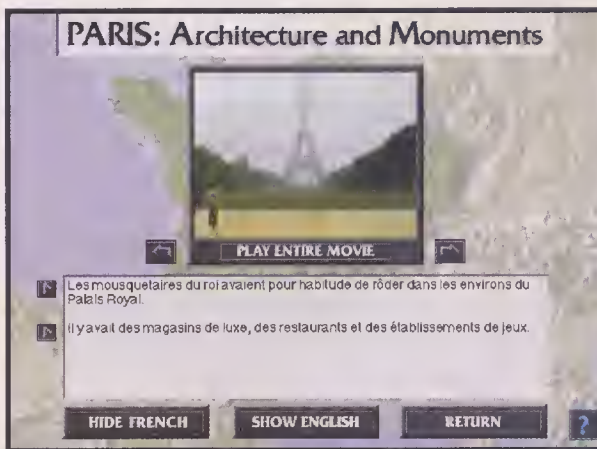 PARIS: Architecture and Monuments
PLAY ENTIRE MOVIE
Les mousquetaires du roi avaient pour habitude de rôder dans les environs du
Palais Royal.
Il y avait des magasins de luxe, des restaurants et des établissements de jeux.
HIDE FRENCH
SHOW ENGLISH
RETURN
?